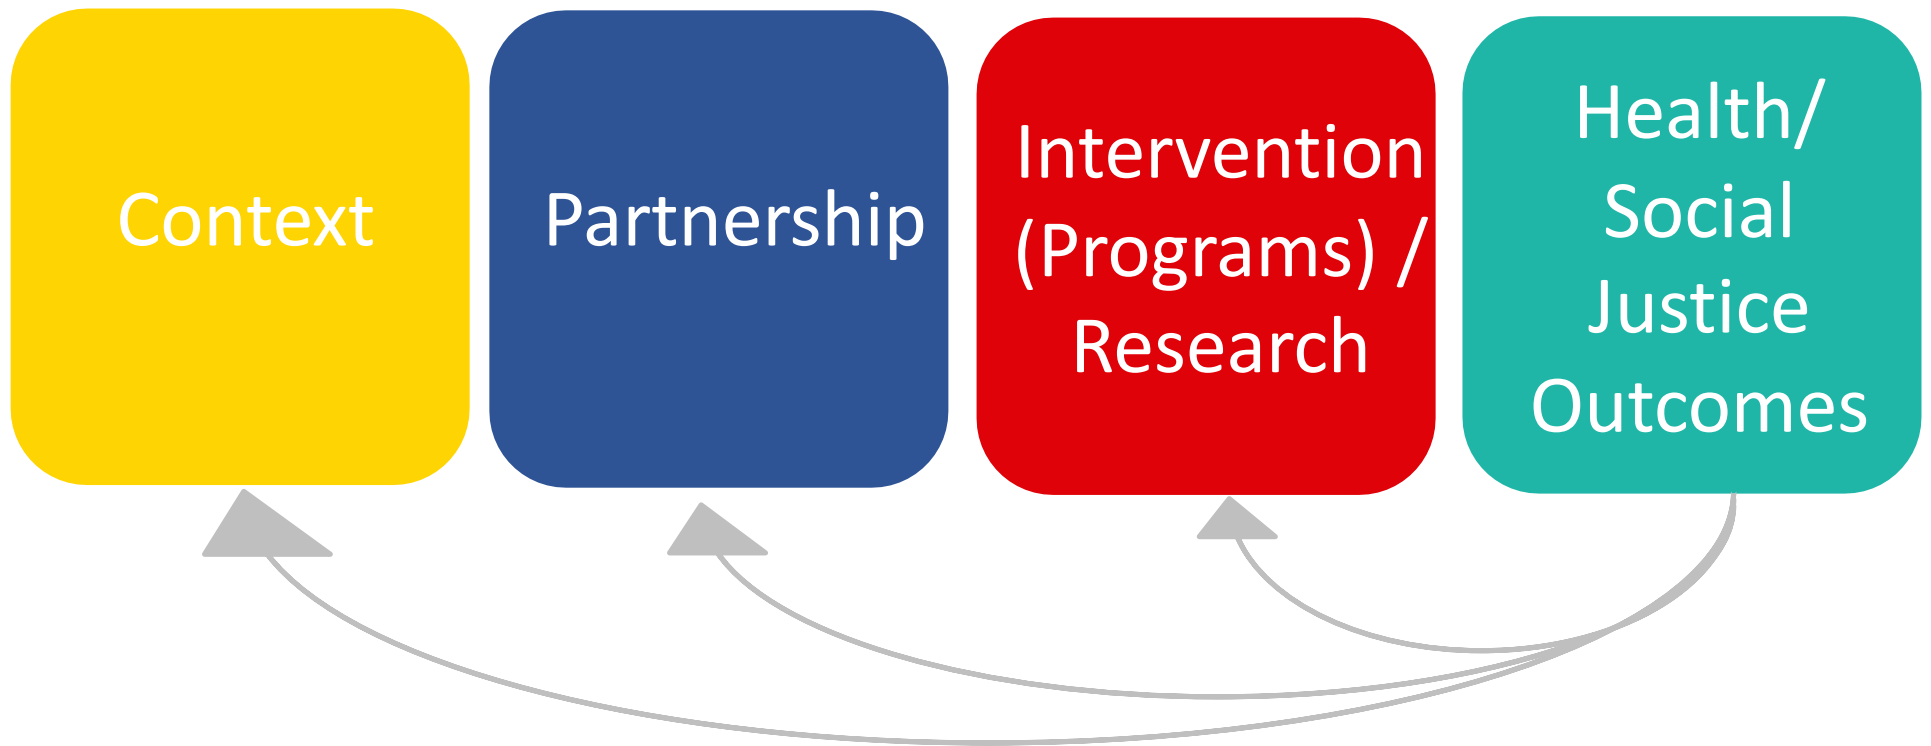 Context
Partnership
Intervention
(Programs) /
Research
Health/
Social
Justice
Outcomes